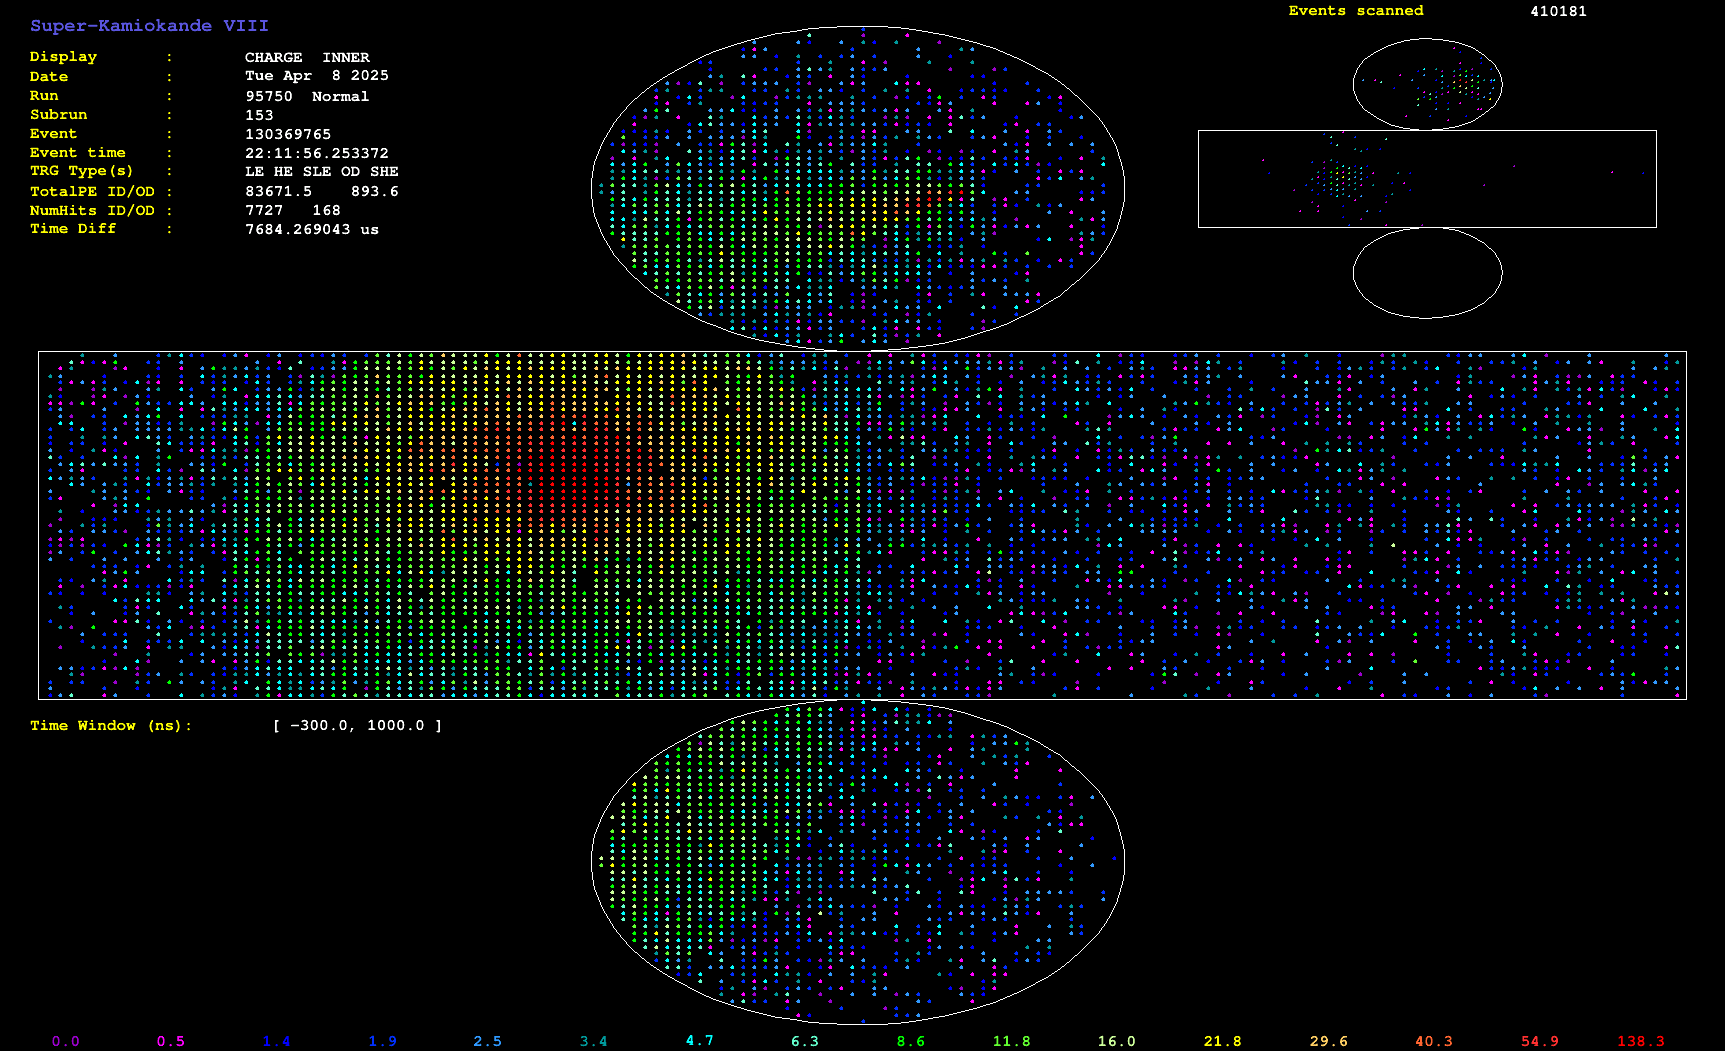 Super-Kamiokande VIII
Events scanned 410181
Display : CHARGE INNER
Date : Tue Apr 8 2025
Run : 95750 Normal
Subrun : 153
Event : 130369765
Event time : 22:11:56.253372
TRG Type(s) : LE HE SLE OD SHE
TotalPE ID/OD : 83671.5 893.6
NumHits ID/OD : 7727 168
Time Diff : 7684.269043 us
Time Window (ns): [ -300.0, 1000.0 ]
0.0 0.5 1.4 1.9 2.5 3.4 4.7 6.3 8.6 11.8 16.0 21.8 29.6 40.3 54.9 138.3